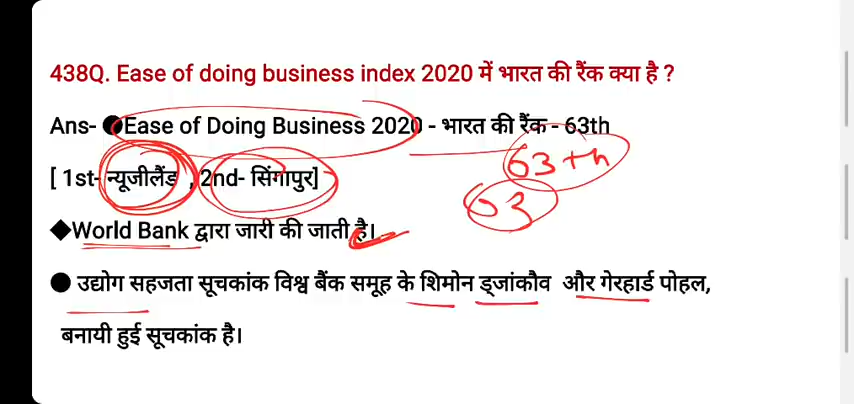 438Q. Ease of doing business index 2020 में भारत की रैंक क्या है ?
Ans- ●Ease of Doing Business 2020 - भारत की रैंक - 63th
63th
[ 1st- न्यूजीलैंड , 2nd- सिंगापुर]
63
◆World Bank द्वारा जारी की जाती है।
● उद्योग सहजता सूचकांक विश्व बैंक समूह के शिमोन ड्जांकौव और गेरहार्ड पोहल,
बनायी हुई सूचकांक है।